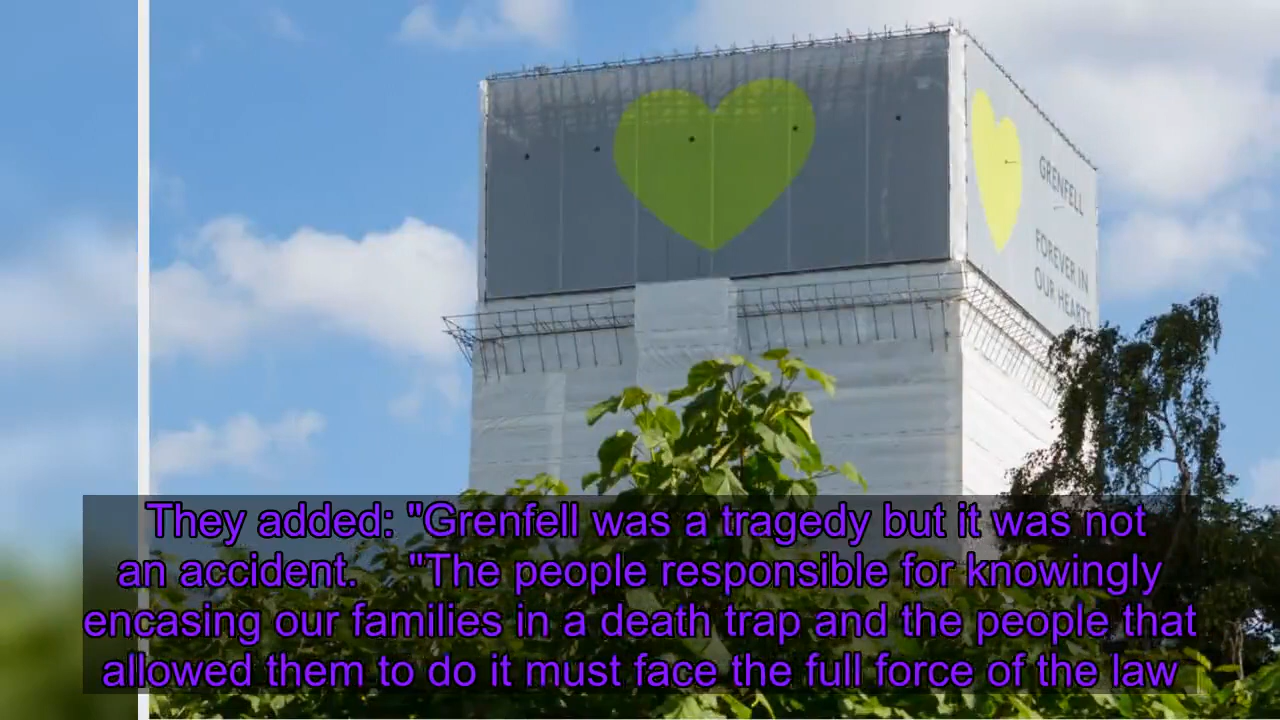 GRENFELL
FOREVER IN
OUR HEARTS
They added: "Grenfell was a tragedy but it was not
an accident. "The people responsible for knowingly
encasing our families in a death trap and the people that
allowed them to do it must face the full force of the law